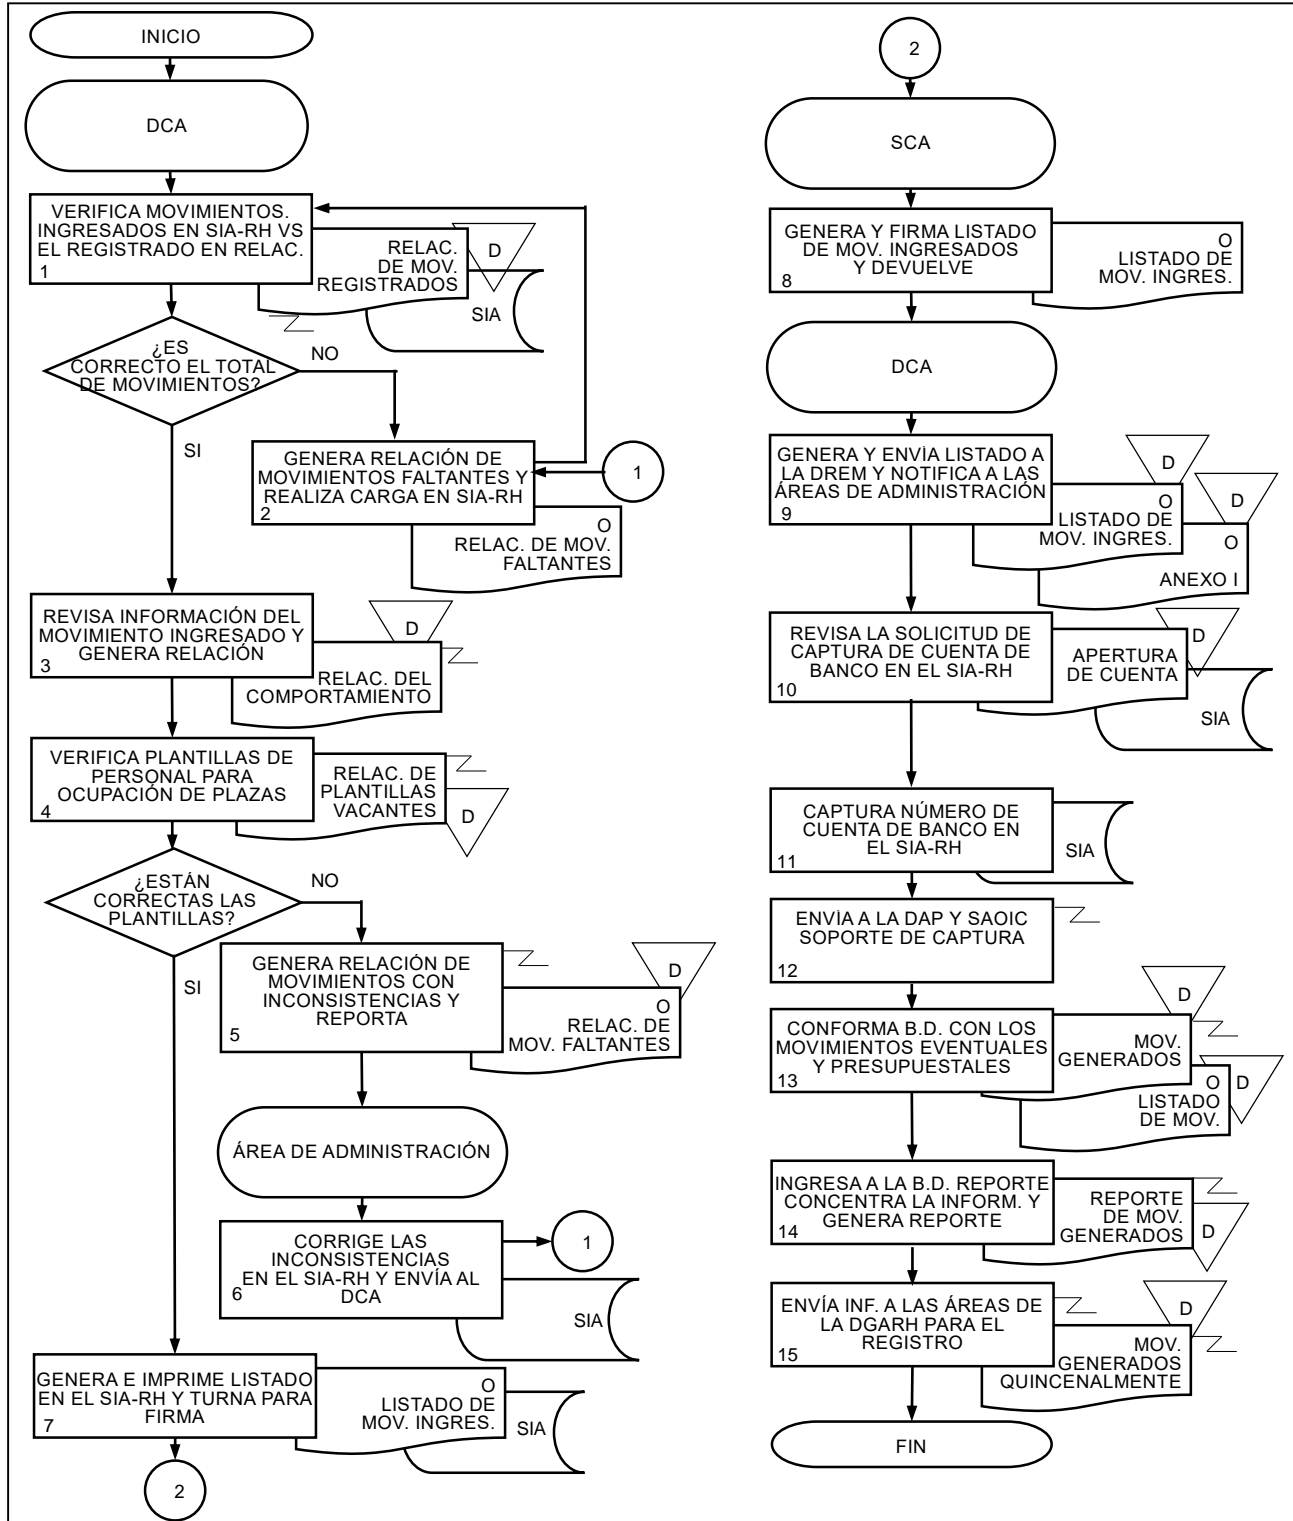 INICIO
DCA
VERIFICA MOVIMIENTOS.
INGRESADOS EN SIA-RH VS
EL REGISTRADO EN RELAC.
1
RELAC.
DE MOV.
REGISTRADOS
D
SIA
¿ES
CORRECTO EL TOTAL
DE MOVIMIENTOS?
NO
SI
GENERA RELACIÓN DE
MOVIMIENTOS FALTANTES Y
REALIZA CARGA EN SIA-RH
2
1
O
RELAC. DE MOV.
FALTANTES
REVISA INFORMACIÓN DEL
MOVIMIENTO INGRESADO Y
GENERA RELACIÓN
3
D
RELAC. DEL
COMPORTAMIENTO
VERIFICA PLANTILLAS DE
PERSONAL PARA
OCUPACIÓN DE PLAZAS
4
RELAC. DE
PLANTILLAS
VACANTES
D
¿ESTÁN
CORRECTAS LAS
PLANTILLAS?
NO
SI
GENERA RELACIÓN DE
MOVIMIENTOS CON
INCONSISTENCIAS Y
REPORTA
5
D
O
RELAC. DE
MOV. FALTANTES
ÁREA DE ADMINISTRACIÓN
CORRIGE LAS
INCONSISTENCIAS
EN EL SIA-RH Y ENVÍA AL
DCA
6
1
SIA
GENERA E IMPRIME LISTADO
EN EL SIA-RH Y TURNA PARA
FIRMA
7
O
LISTADO DE
MOV. INGRES.
SIA
2
2
SCA
GENERA Y FIRMA LISTADO
DE MOV. INGRESADOS
Y DEVUELVE
8
O
LISTADO DE
MOV. INGRES.
DCA
GENERA Y ENVÌA LISTADO A
LA DREM Y NOTIFICA A LAS
ÁREAS DE ADMINISTRACIÓN
9
D
O
LISTADO DE
MOV. INGRES.
D
O
ANEXO I
REVISA LA SOLICITUD DE
CAPTURA DE CUENTA DE
BANCO EN EL SIA-RH
10
D
APERTURA
DE CUENTA
SIA
CAPTURA NÚMERO DE
CUENTA DE BANCO EN
EL SIA-RH
11
SIA
ENVÌA A LA DAP Y SAOIC
SOPORTE DE CAPTURA
12
CONFORMA B.D. CON LOS
MOVIMIENTOS EVENTUALES
Y PRESUPUESTALES
13
D
MOV.
GENERADOS
D
O
LISTADO
DE MOV.
INGRESA A LA B.D. REPORTE
CONCENTRA LA INFORM. Y
GENERA REPORTE
14
REPORTE
DE MOV.
GENERADOS
D
ENVÍA INF. A LAS ÁREAS DE
LA DGARH PARA EL
REGISTRO
15
D
MOV.
GENERADOS
QUINCENALMENTE
FIN